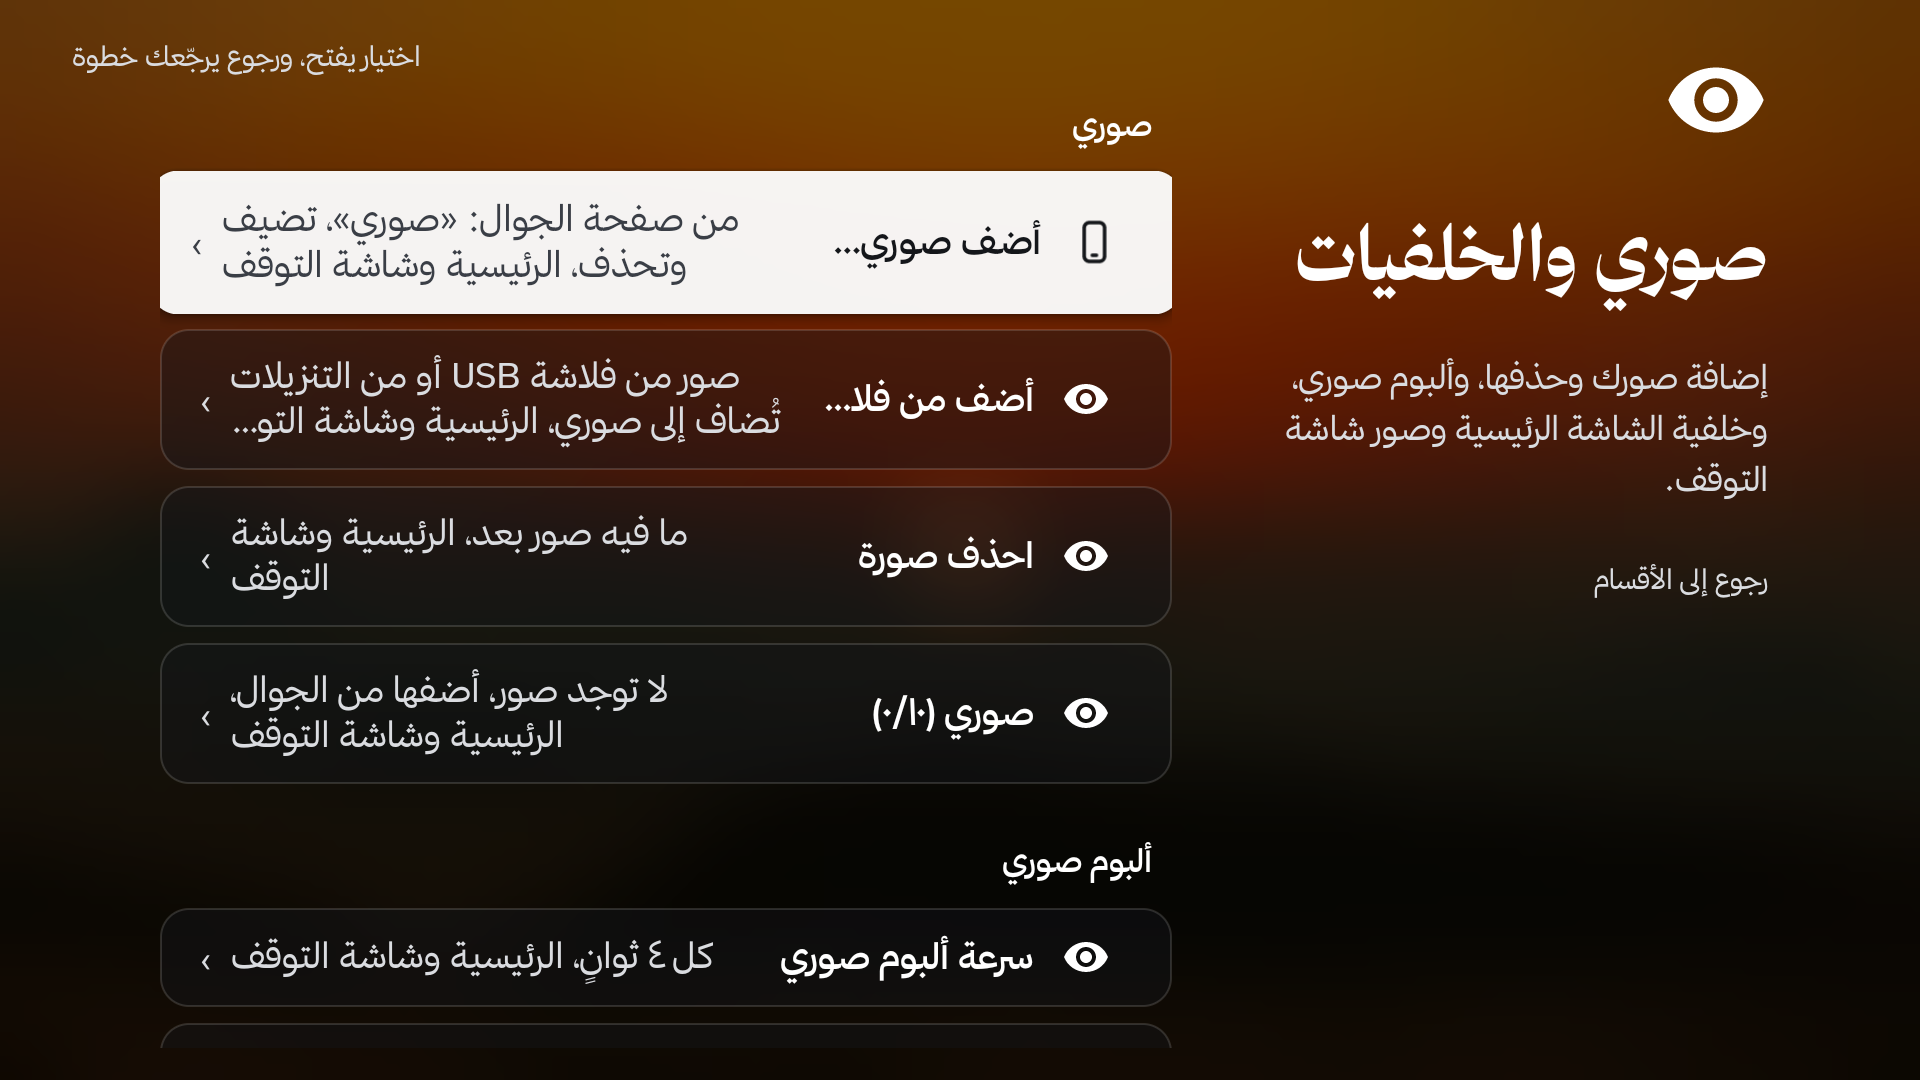 اختيار يفتح، ورجوع يرجّعك خطوة
صوري والخلفيات
إضافة صورك وحذفها، وألبوم صوري،
وخلفية الشاشة الرئيسية وصور شاشة
التوقف.
رجوع إلى الأقسام
صوري
أضف صوري...
من صفحة الجوال: «صوري»، تضيف
وتحذف، الرئيسية وشاشة التوقف
أضف من فلا...
صور من فلاشة USB أو من التنزيلات
تُضاف إلى صوري، الرئيسية وشاشة التو...
احذف صورة
ما فيه صور بعد، الرئيسية وشاشة
التوقف
صوري (٠/١٠)
لا توجد صور، أضفها من الجوال،
الرئيسية وشاشة التوقف
ألبوم صوري
سرعة ألبوم صوري
كل ٤ ثوانٍ، الرئيسية وشاشة التوقف